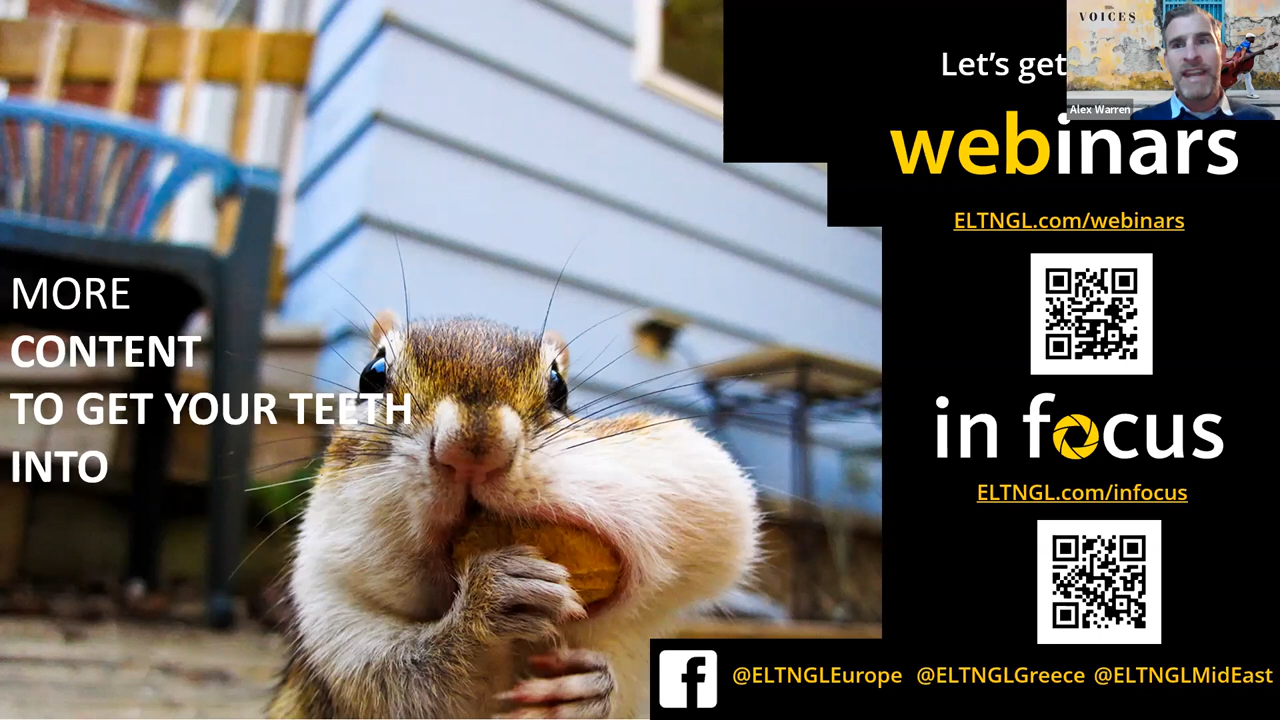 MORE
CONTENT
TO GET YOUR TEETH
INTO
VOICES
Alex Warren
Let's get
webinars
ELTNGL.com/webinars
in focus
ELTNGL.com/infocus
@ELTNGLEurope @ELTNGLGreece @ELTNGLMidEast